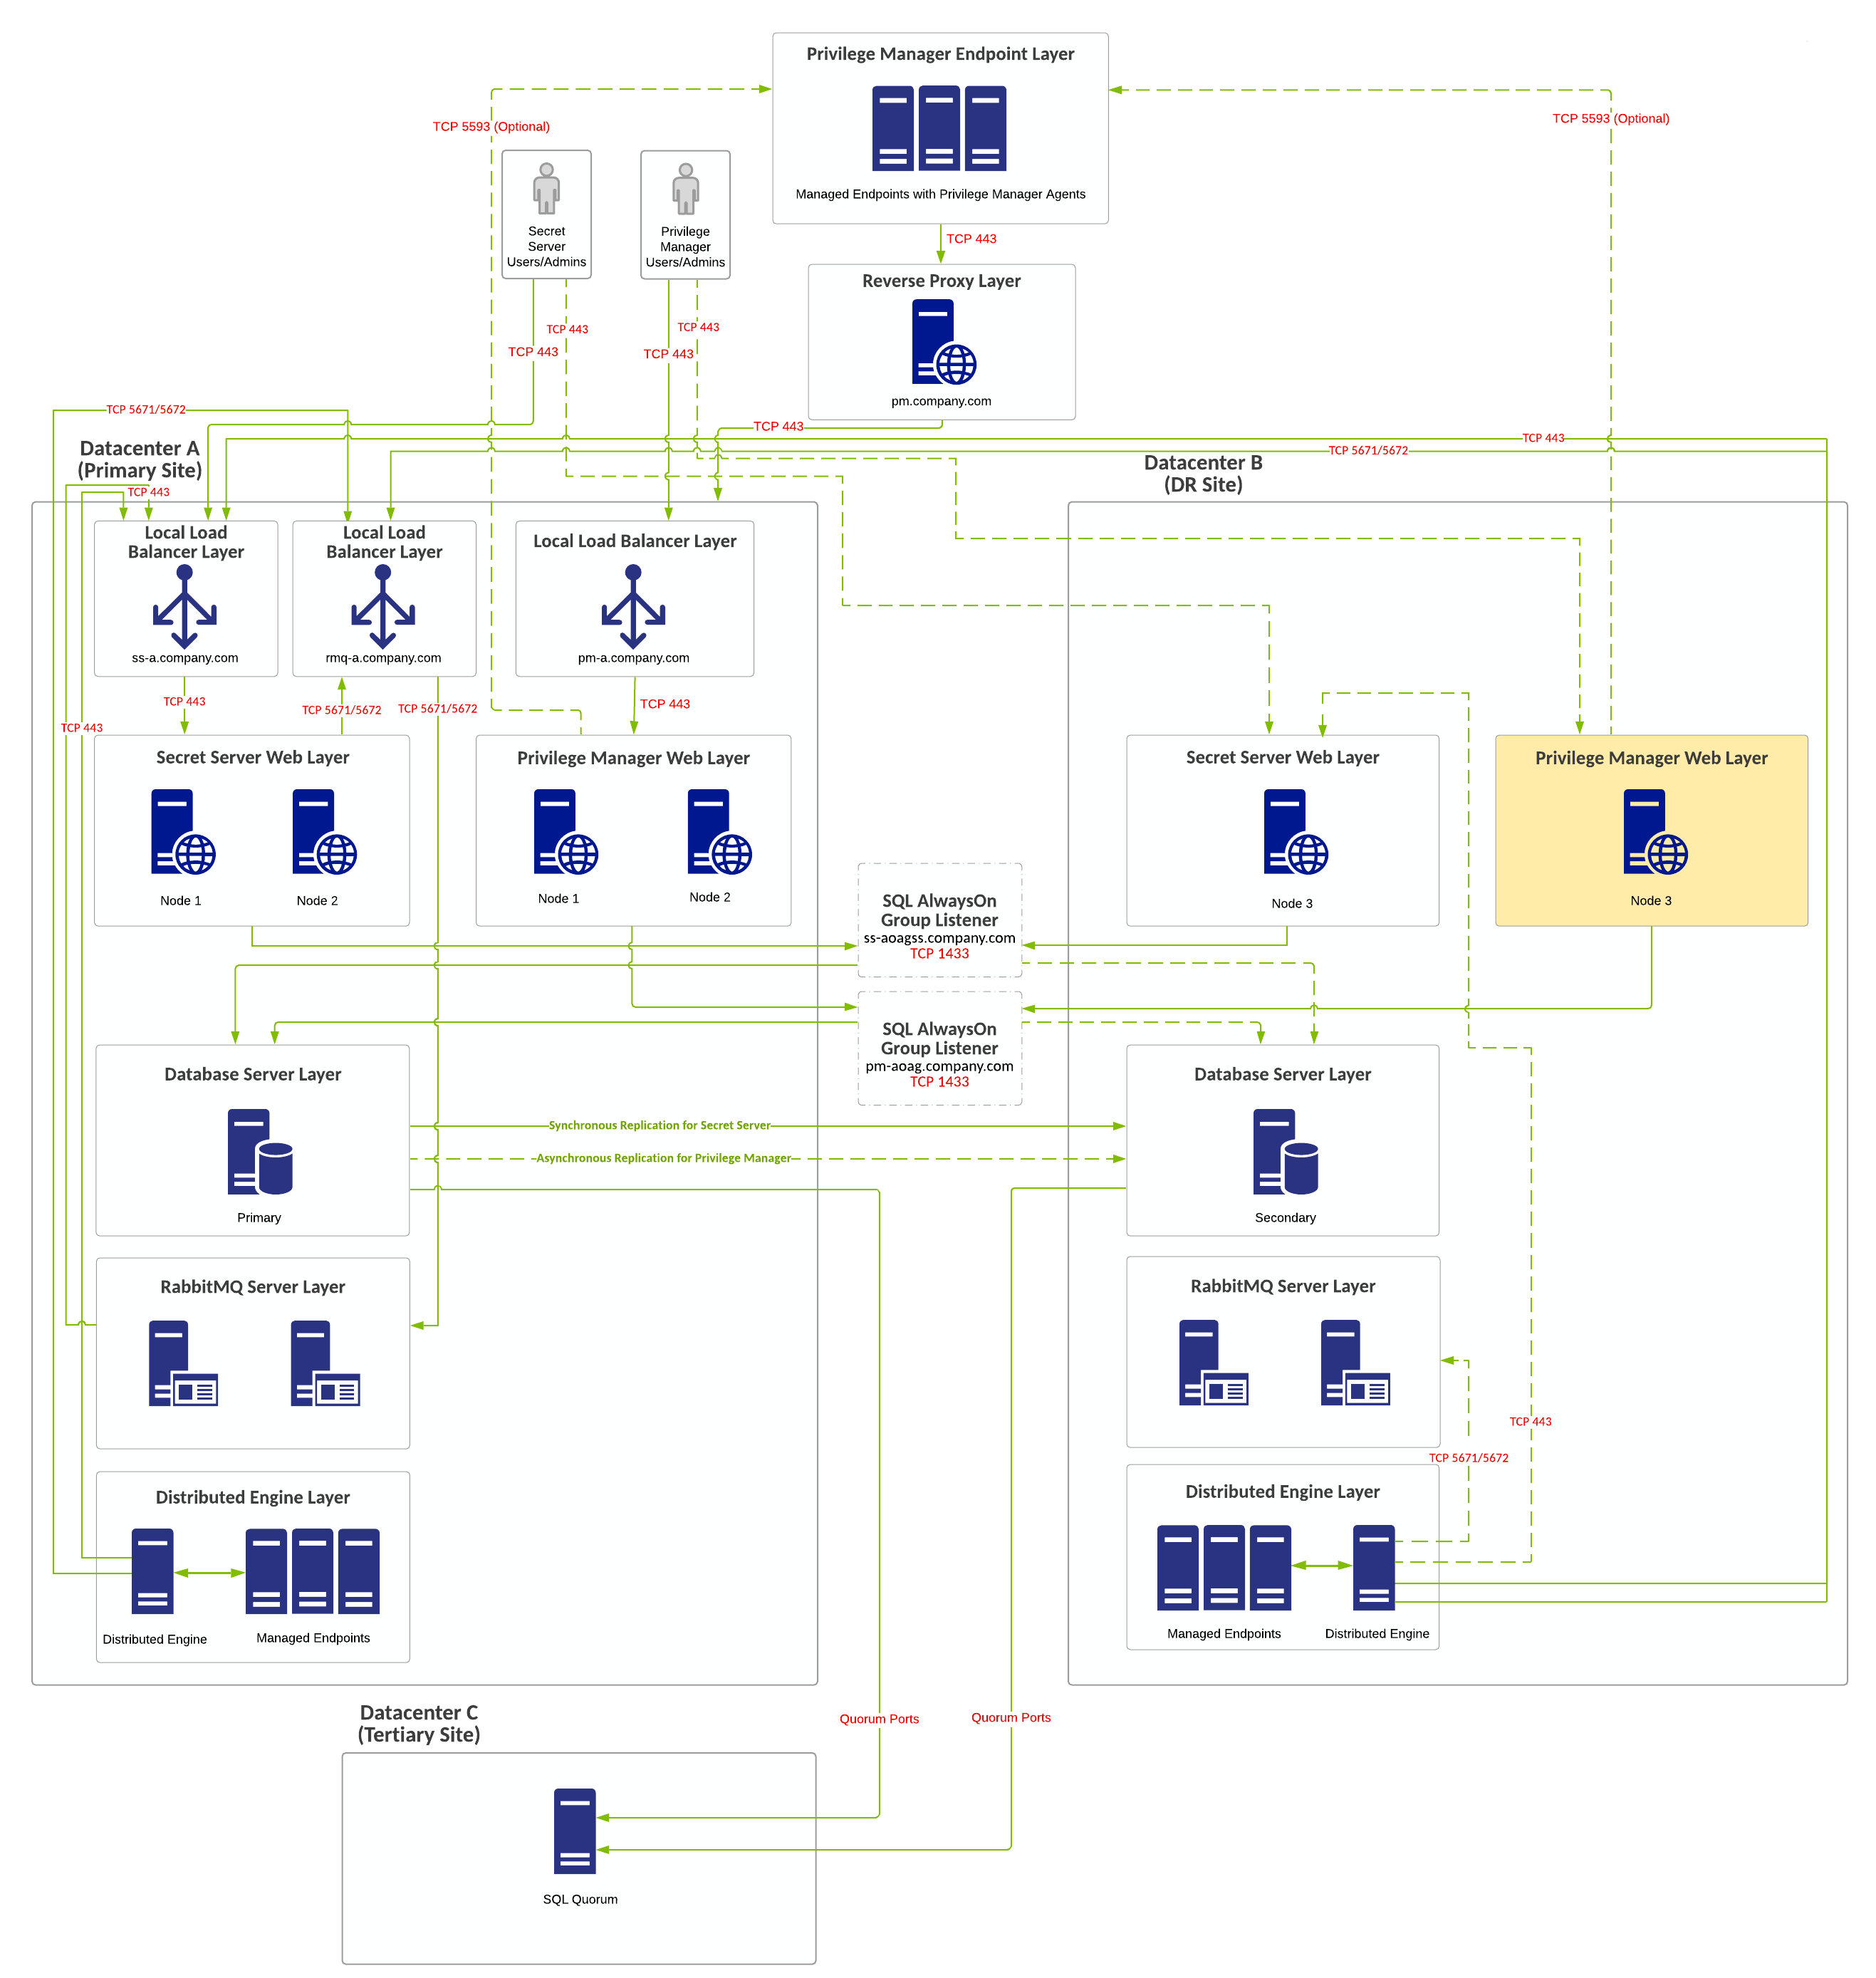 Privilege Manager Endpoint Layer
Managed Endpoints with Privilege Manager Agents
TCP 5593 (Optional)
TCP 5593 (Optional)
Secret
Server
Users/Admins
Privilege
Manager
Users/Admins
TCP 443
Reverse Proxy Layer
pm.company.com
TCP 443
TCP 443
TCP 443
TCP 443
TCP 5671/5672
TCP 443
TCP 443
TCP 5671/5672
Datacenter A
(Primary Site)
Datacenter B
(DR Site)
TCP 443
Local Load
Balancer Layer
ss-a.company.com
Local Load
Balancer Layer
rmq-a.company.com
Local Load Balancer Layer
pm-a.company.com
TCP 443
TCP 5671/5672
TCP 5671/5672
TCP 443
TCP 443
Secret Server Web Layer
Node 1
Node 2
Privilege Manager Web Layer
Node 1
Node 2
Secret Server Web Layer
Node 3
Privilege Manager Web Layer
Node 3
SQL AlwaysOn
Group Listener
ss-aoagss.company.com
TCP 1433
SQL AlwaysOn
Group Listener
pm-aoag.company.com
TCP 1433
Database Server Layer
Primary
Synchronous Replication for Secret Server
Asynchronous Replication for Privilege Manager
Database Server Layer
Secondary
RabbitMQ Server Layer
RabbitMQ Server Layer
TCP 443
TCP 5671/5672
Distributed Engine Layer
Distributed Engine
Managed Endpoints
Distributed Engine Layer
Managed Endpoints
Distributed Engine
Datacenter C
(Tertiary Site)
Quorum Ports
Quorum Ports
SQL Quorum